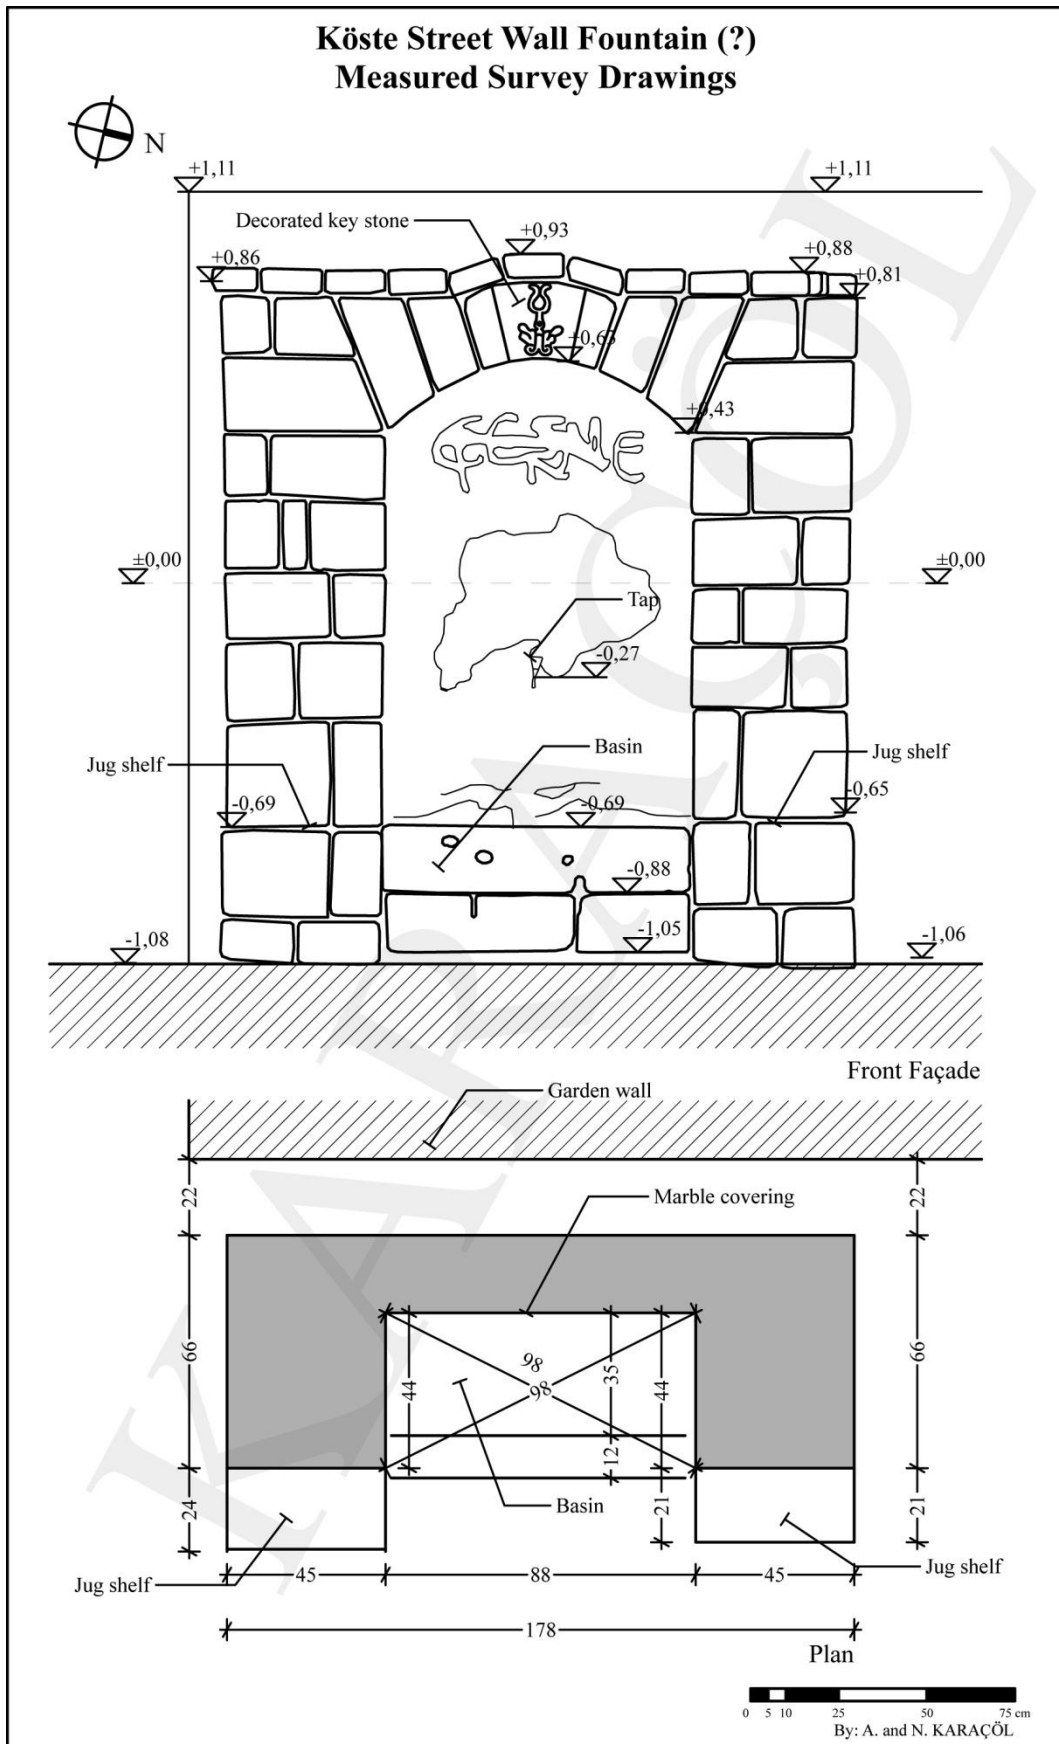 Köste Street Wall Fountain (?)
Measured Survey Drawings
N
+1,11
+1,11
Decorated key stone
+0,93
+0,86
+0,88
+0,81
+0,63
+0,43
ÇEŞME
±0,00
±0,00
Tap
-0,27
Basin
Jug shelf
Jug shelf
-0,69
-0,69
-0,65
-0,88
-1,08
-1,05
-1,06
Front Façade
Garden wall
22
22
Marble covering
66
44
98
98
35
44
66
12
24
Basin
21
21
Jug shelf
45
88
45
Jug shelf
178
Plan
0 5 10 25 50 75 cm
By: A. and N. KARAÇÖL
KARAÇÖL